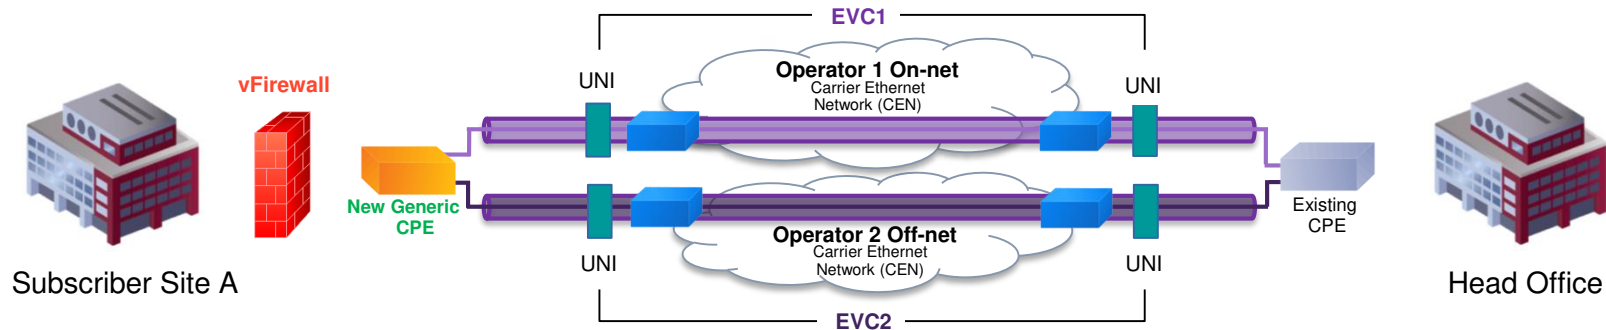 EVC1
Operator 1 On-net
Carrier Ethernet
Network (CEN)
UNI
UNI
vFirewall
New Generic
CPE
Existing
CPE
Operator 2 Off-net
Carrier Ethernet
Network (CEN)
UNI
UNI
Subscriber Site A
Head Office
EVC2